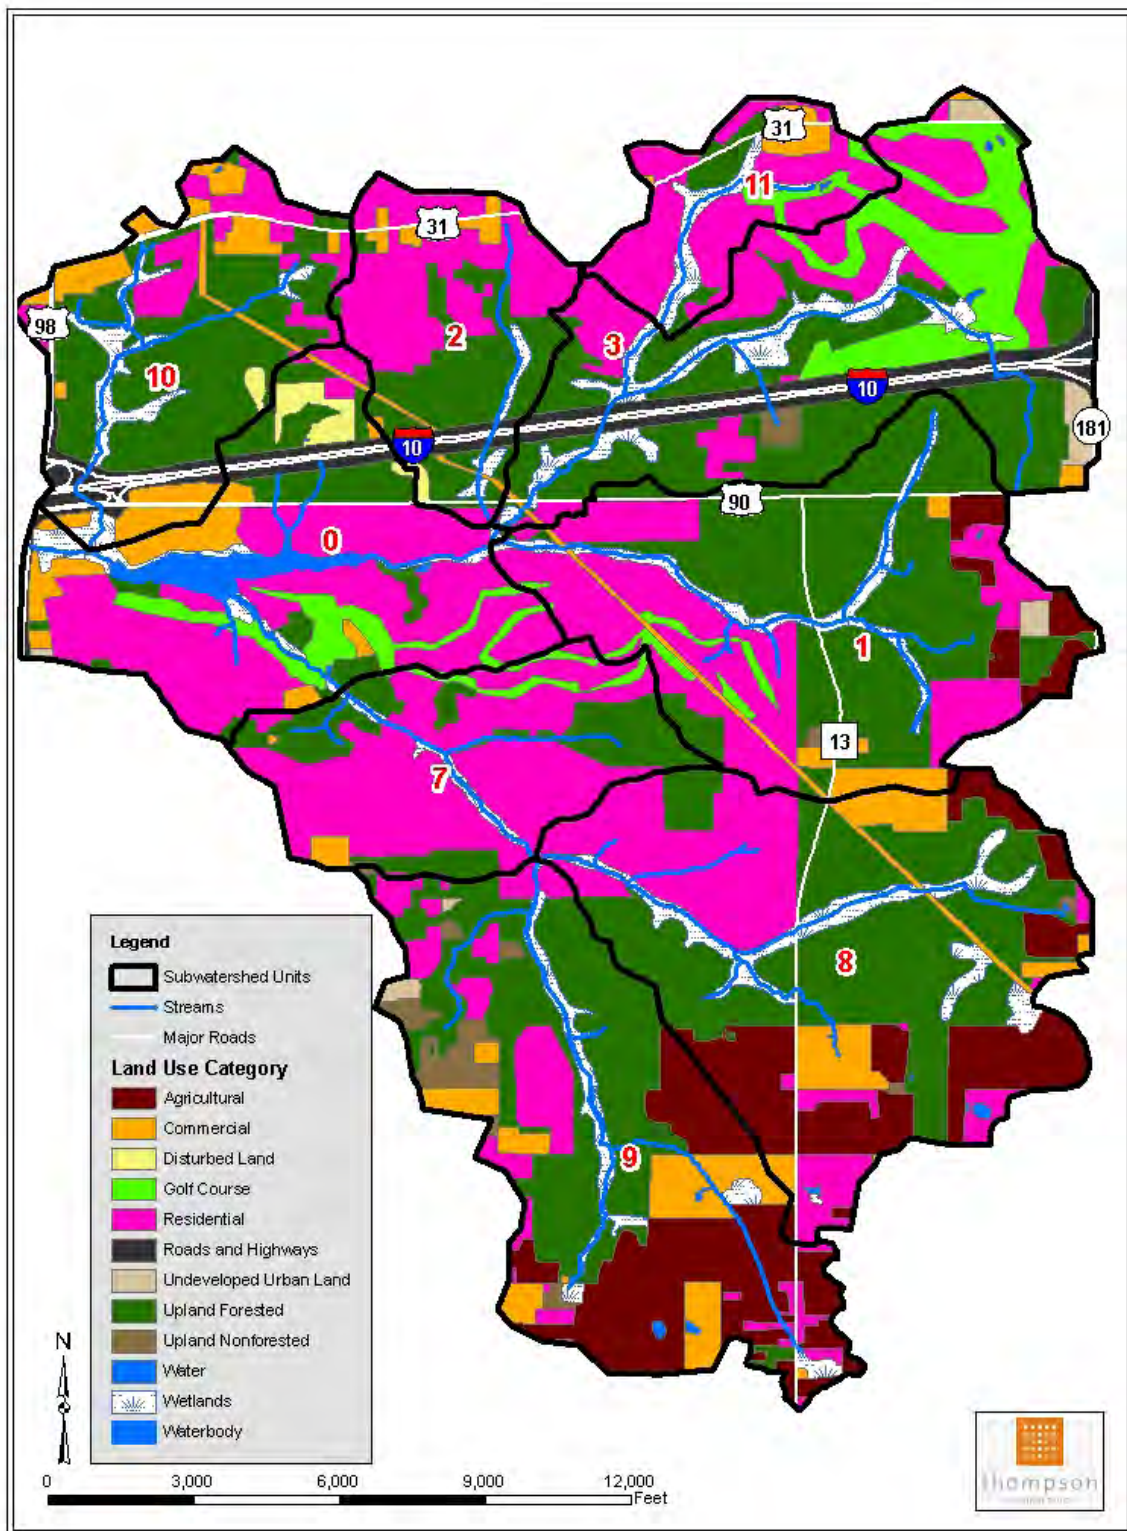 31
11
31
98
2
3
10
10
181
10
90
0
1
13
7
8
9
Legend
Subwatershed Units
Streams
Major Roads
Land Use Category
Agricultural
Commercial
Disturbed Land
Golf Course
Residential
Roads and Highways
Undeveloped Urban Land
Upland Forested
Upland Nonforested
Water
Wetlands
Waterbody
N
0 3,000 6,000 9,000 12,000
Feet
thompson